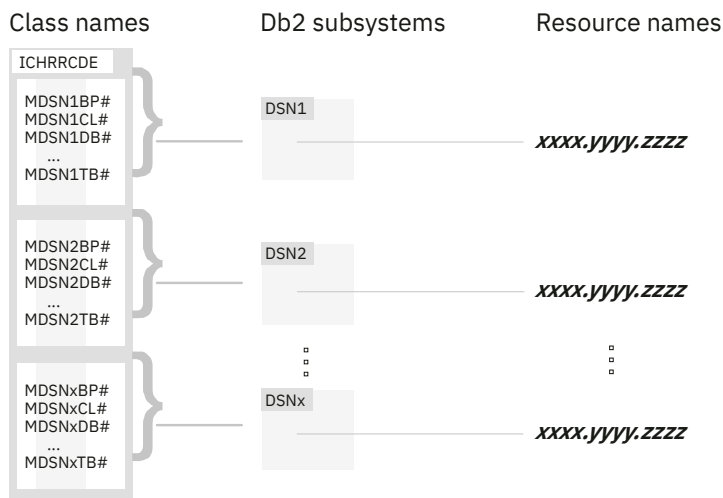 Class names
Db2 subsystems
Resource names
ICHRRCDE
MDSN1BP#
MDSN1CL#
MDSN1DB#
...
MDSN1TB#
DSN1
xxxx.yyyy.zzzz
MDSN2BP#
MDSN2CL#
MDSN2DB#
...
MDSN2TB#
DSN2
xxxx.yyyy.zzzz
MDSNxBP#
MDSNxCL#
MDSNxDB#
...
MDSNxTB#
DSNx
xxxx.yyyy.zzzz